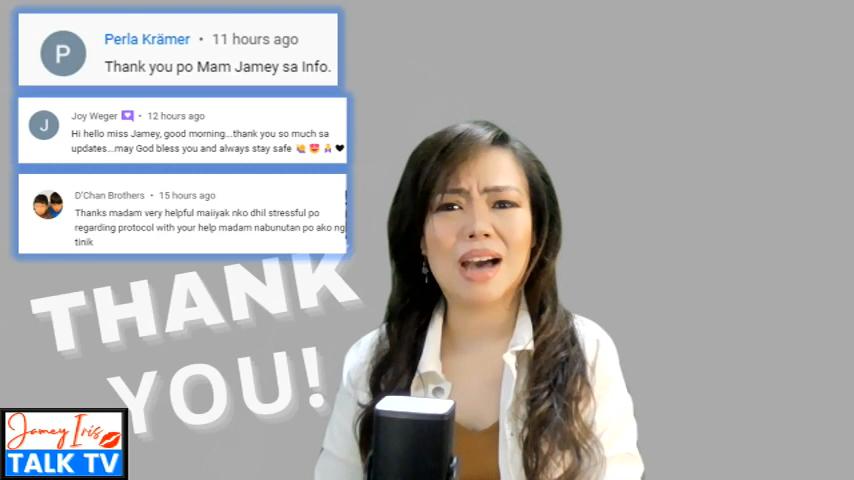 P
Perla Krämer • 11 hours ago
Thank you po Mam Jamey sa Info.
J
Joy Weger • 12 hours ago
Hi hello miss Jamey, good morning...thank you so much sa
updates...may God bless you and always stay safe
D'Chan Brothers • 15 hours ago
Thanks madam very helpful maiiyak nko dhil stressful po
regarding protocol with your help madam nabunutan po ako ng
tinik
THANK
YOU!
Jamey Iris
TALK TV